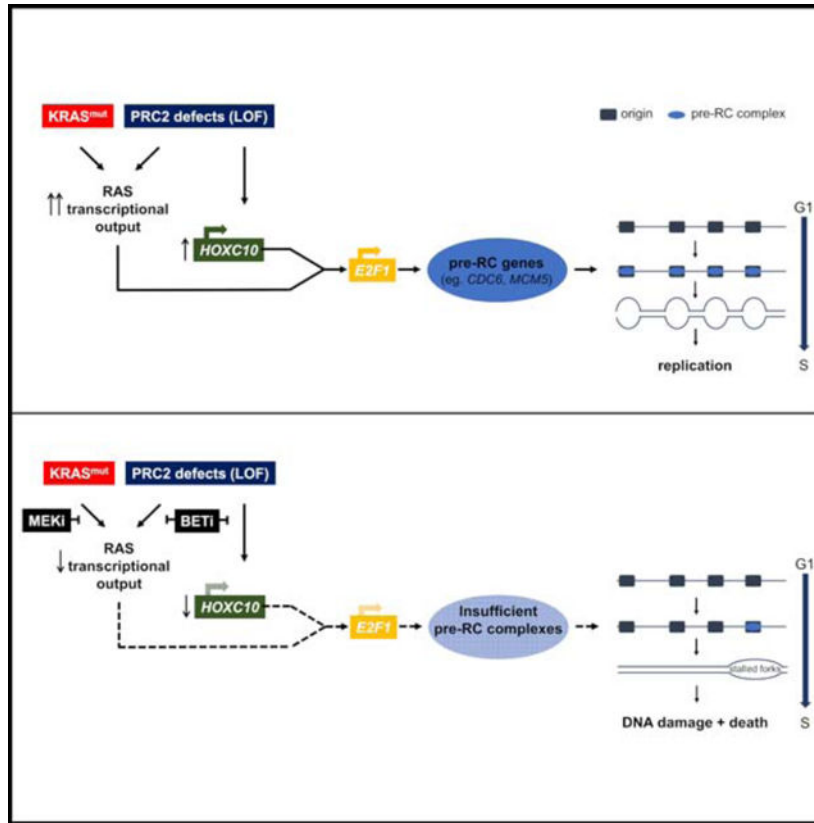 KRASmut PRC2 defects (LOF)
origin pre-RC complex
RAS
transcriptional
output
HOXC10
E2F1
pre-RC genes
(eg. CDC6, MCM5)
G1
replication
S
KRASmut PRC2 defects (LOF)
MEKi BETi
RAS
transcriptional
output
HOXC10
E2F1
Insufficient
pre-RC complexes
G1
stalled forks
DNA damage + death
S